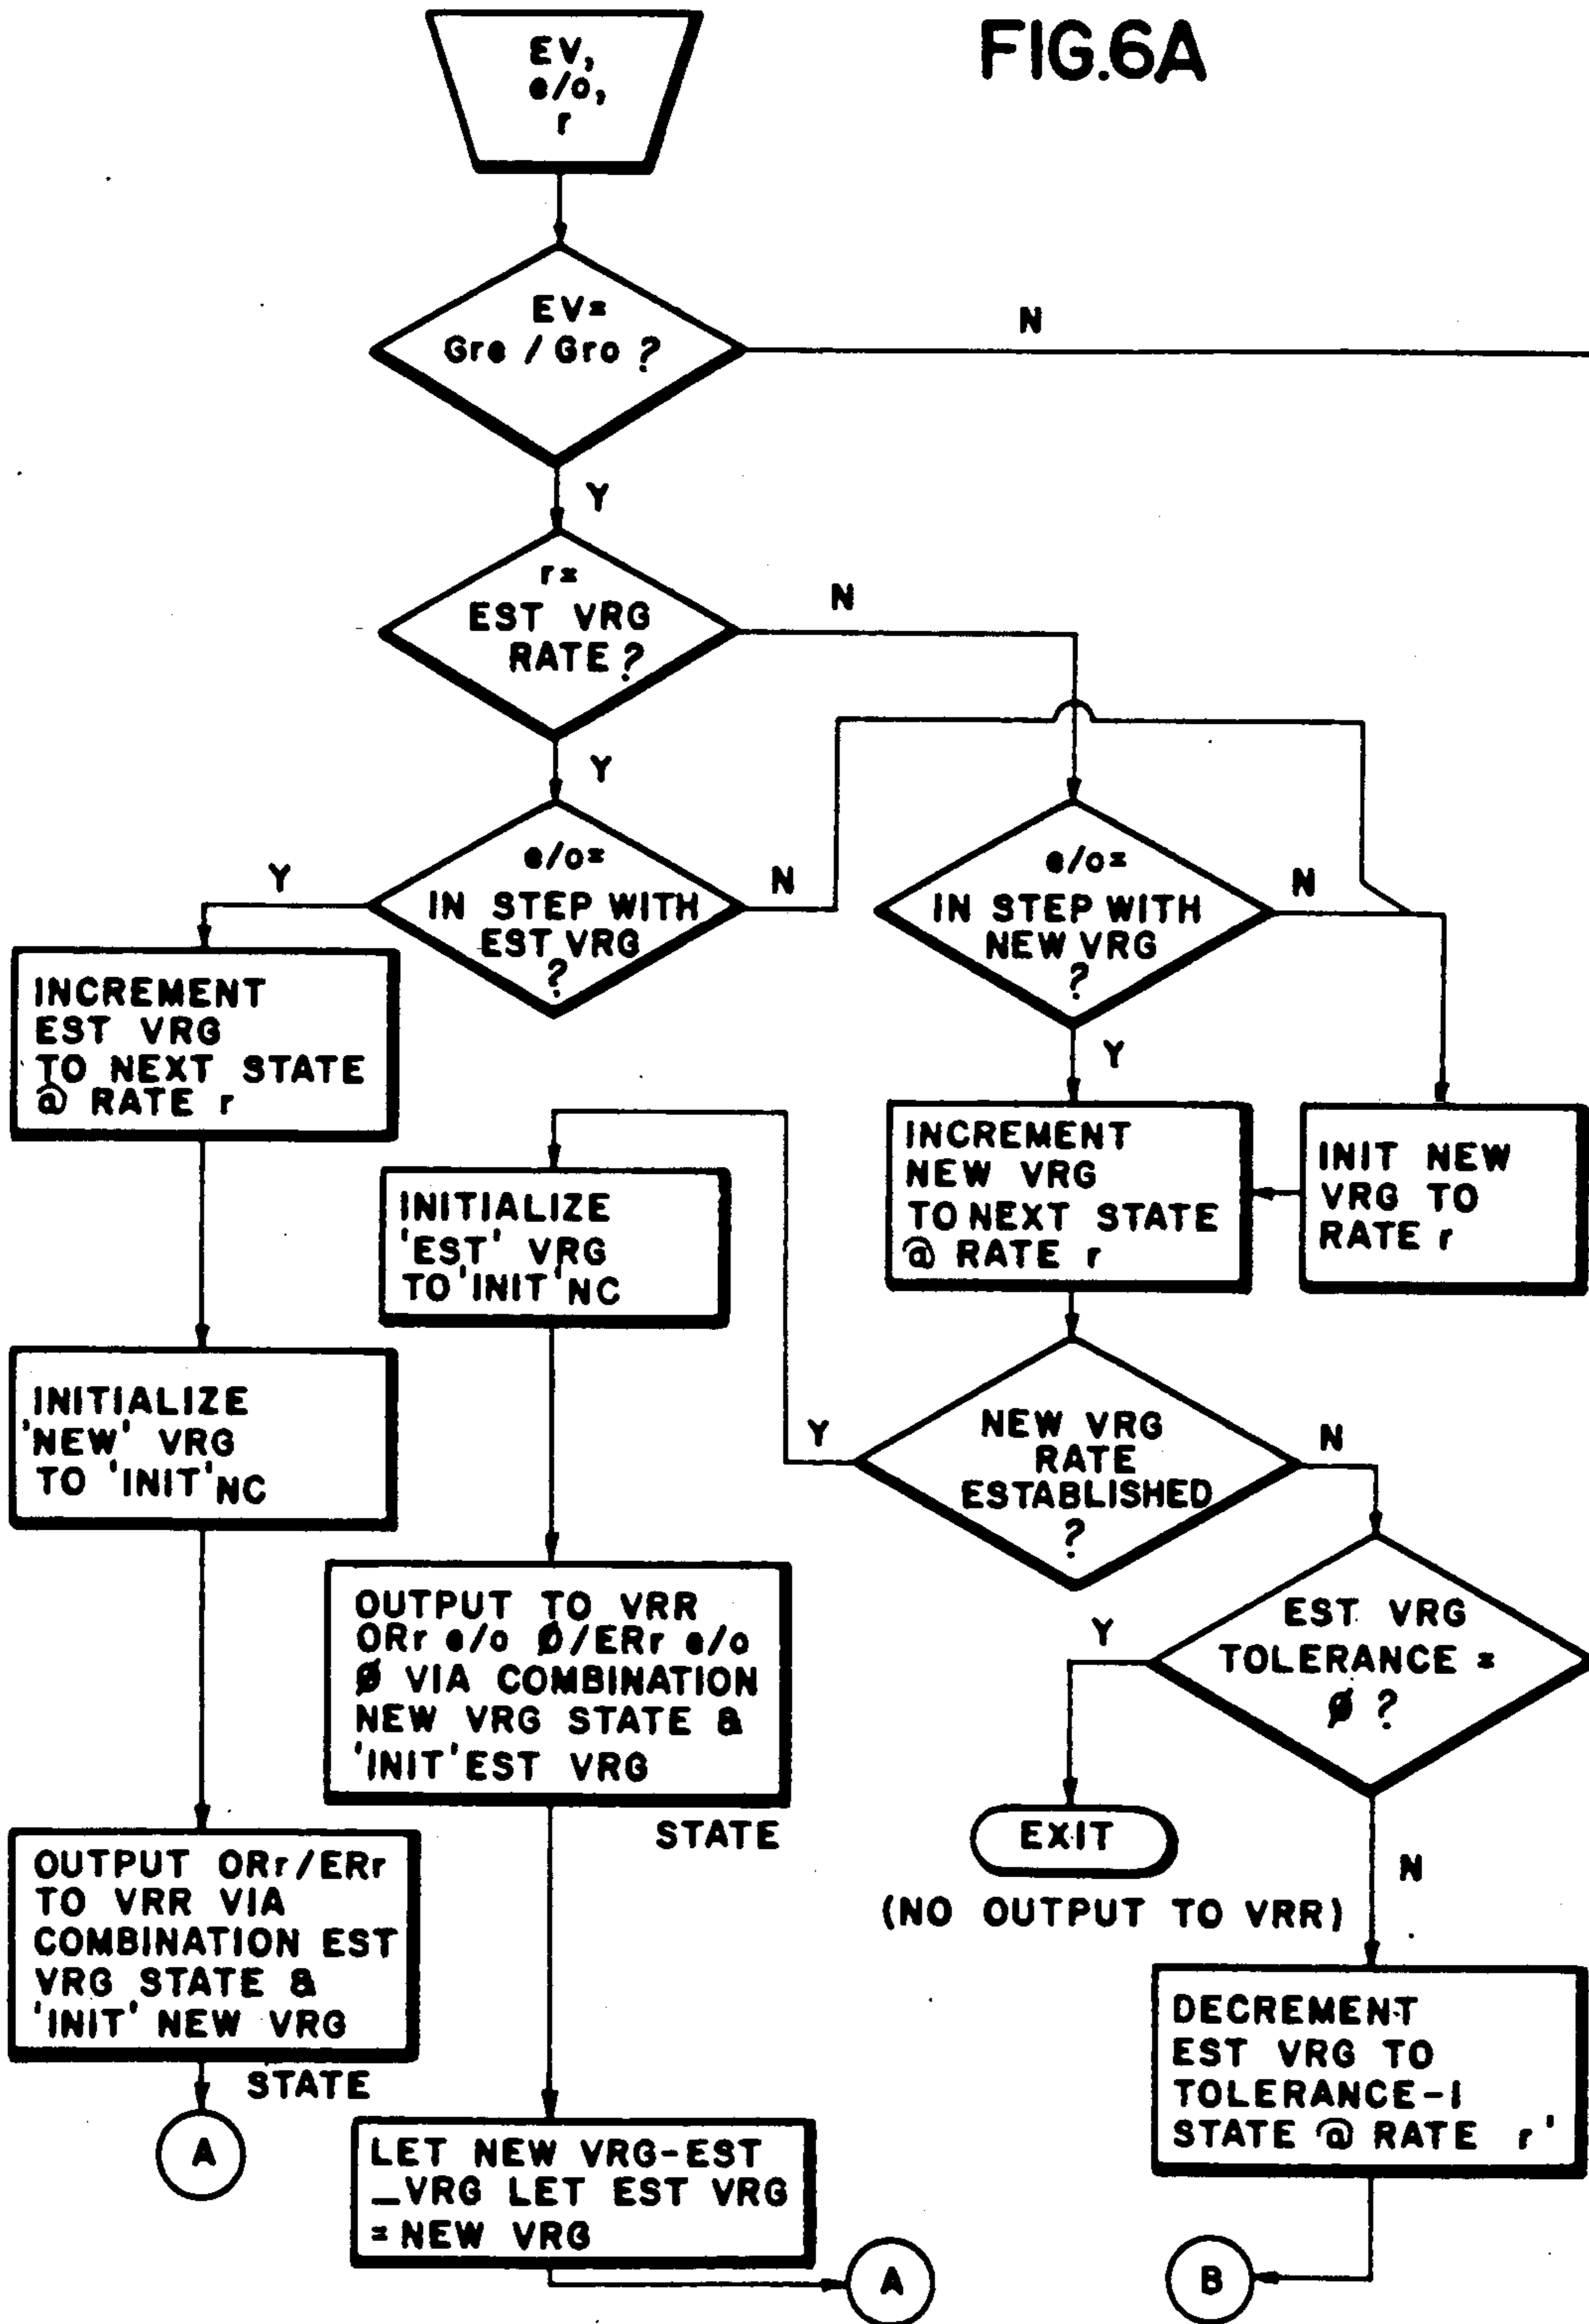 FIG.6A
EV,
e/o,
r
EV=
Gre / Gro ?
N
Y
r=
EST VRG
RATE ?
N
Y
e/o=
IN STEP WITH
EST VRG
?
Y
N
e/o=
IN STEP WITH
NEW VRG
?
N
Y
INCREMENT
EST VRG
TO NEXT STATE
@ RATE r
INCREMENT
NEW VRG
TO NEXT STATE
@ RATE r
INIT NEW
VRG TO
RATE r
INITIALIZE
'EST' VRG
TO 'INIT' NC
INITIALIZE
'NEW' VRG
TO 'INIT' NC
NEW VRG
RATE
ESTABLISHED
?
Y
N
OUTPUT TO VRR
ORr e/o Ø/ERr e/o
Ø VIA COMBINATION
NEW VRG STATE &
'INIT' EST VRG
STATE
EST VRG
TOLERANCE =
Ø ?
Y
N
EXIT
(NO OUTPUT TO VRR)
OUTPUT ORr/ERr
TO VRR VIA
COMBINATION EST
VRG STATE &
'INIT' NEW VRG
STATE
A
DECREMENT
EST VRG TO
TOLERANCE-1
STATE @ RATE r'
LET NEW VRG-EST
_VRG LET EST VRG
= NEW VRG
A
B